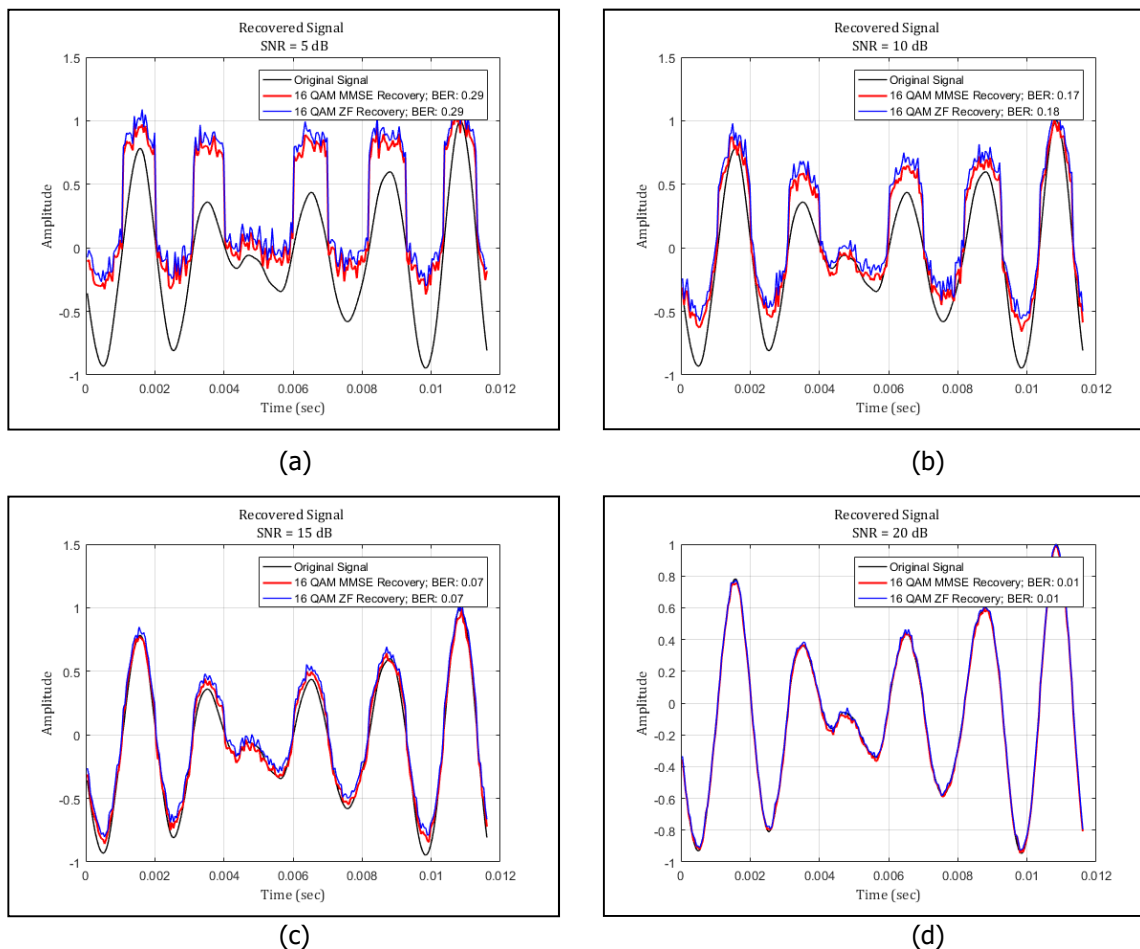 Recovered Signal
SNR = 5 dB
1.5
1
0.5
0
-0.5
-1
Amplitude
Original Signal
16 QAM MMSE Recovery; BER: 0.29
16 QAM ZF Recovery; BER: 0.29
0
0.002
0.004
0.006
0.008
0.01
0.012
Time (sec)
(a)
Recovered Signal
SNR = 10 dB
1.5
1
0.5
0
-0.5
-1
Amplitude
Original Signal
16 QAM MMSE Recovery; BER: 0.17
16 QAM ZF Recovery; BER: 0.18
0
0.002
0.004
0.006
0.008
0.01
0.012
Time (sec)
(b)
Recovered Signal
SNR = 15 dB
1.5
1
0.5
0
-0.5
-1
Amplitude
Original Signal
16 QAM MMSE Recovery; BER: 0.07
16 QAM ZF Recovery; BER: 0.07
0
0.002
0.004
0.006
0.008
0.01
0.012
Time (sec)
(c)
Recovered Signal
SNR = 20 dB
1
0.8
0.6
0.4
0.2
0
-0.2
-0.4
-0.6
-0.8
-1
Amplitude
Original Signal
16 QAM MMSE Recovery; BER: 0.01
16 QAM ZF Recovery; BER: 0.01
0
0.002
0.004
0.006
0.008
0.01
0.012
Time (sec)
(d)